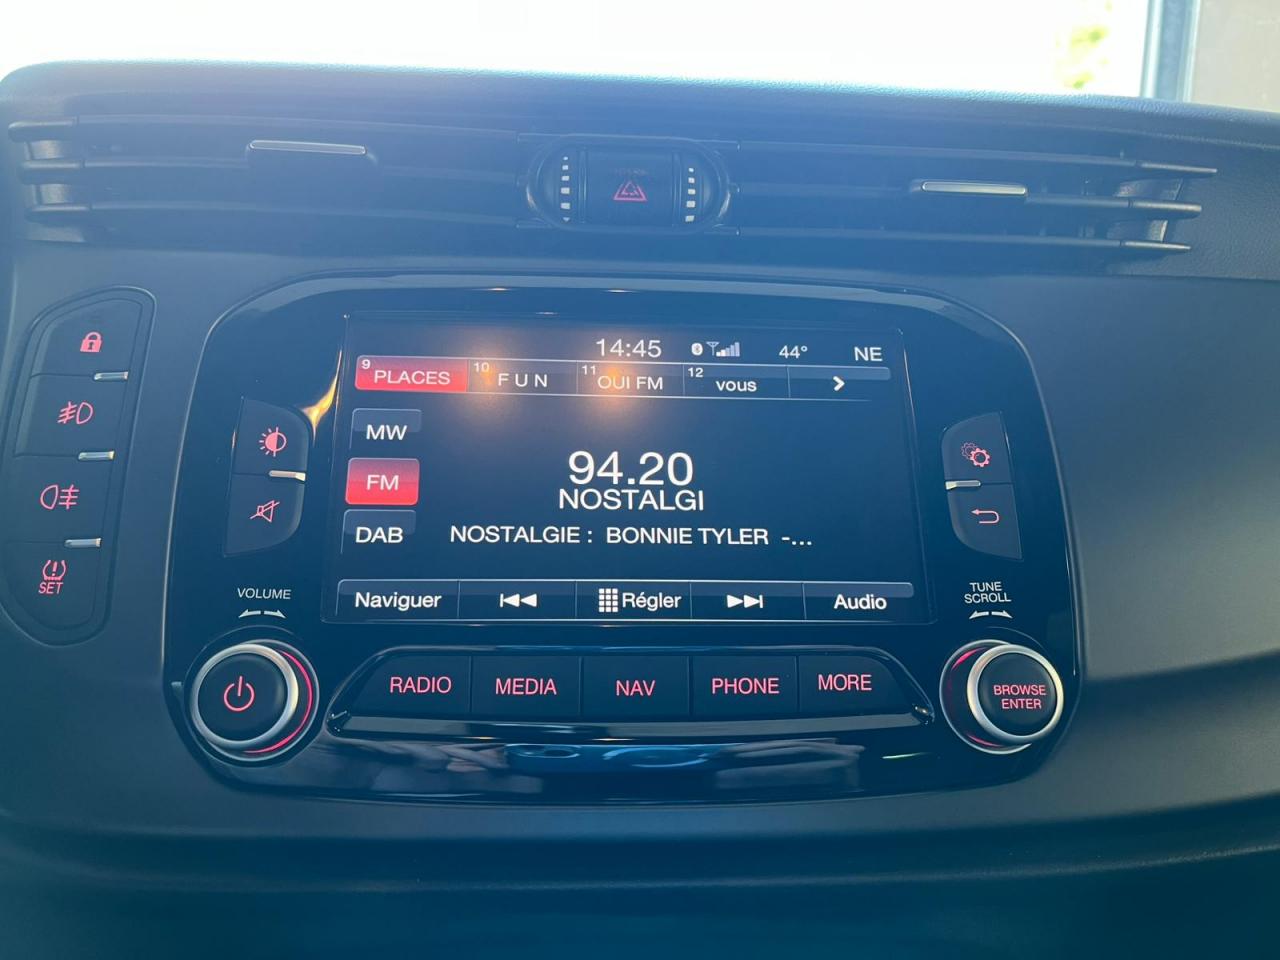 14:45 44° NE
9 PLACES 10 F U N 11 OUI FM 12 vous
MW
94.20
FM
NOSTALGI
DAB
NOSTALGIE : BONNIE TYLER -...
Naviguer Régler Audio
SET
VOLUME
TUNE
SCROLL
RADIO MEDIA NAV PHONE MORE
BROWSE
ENTER